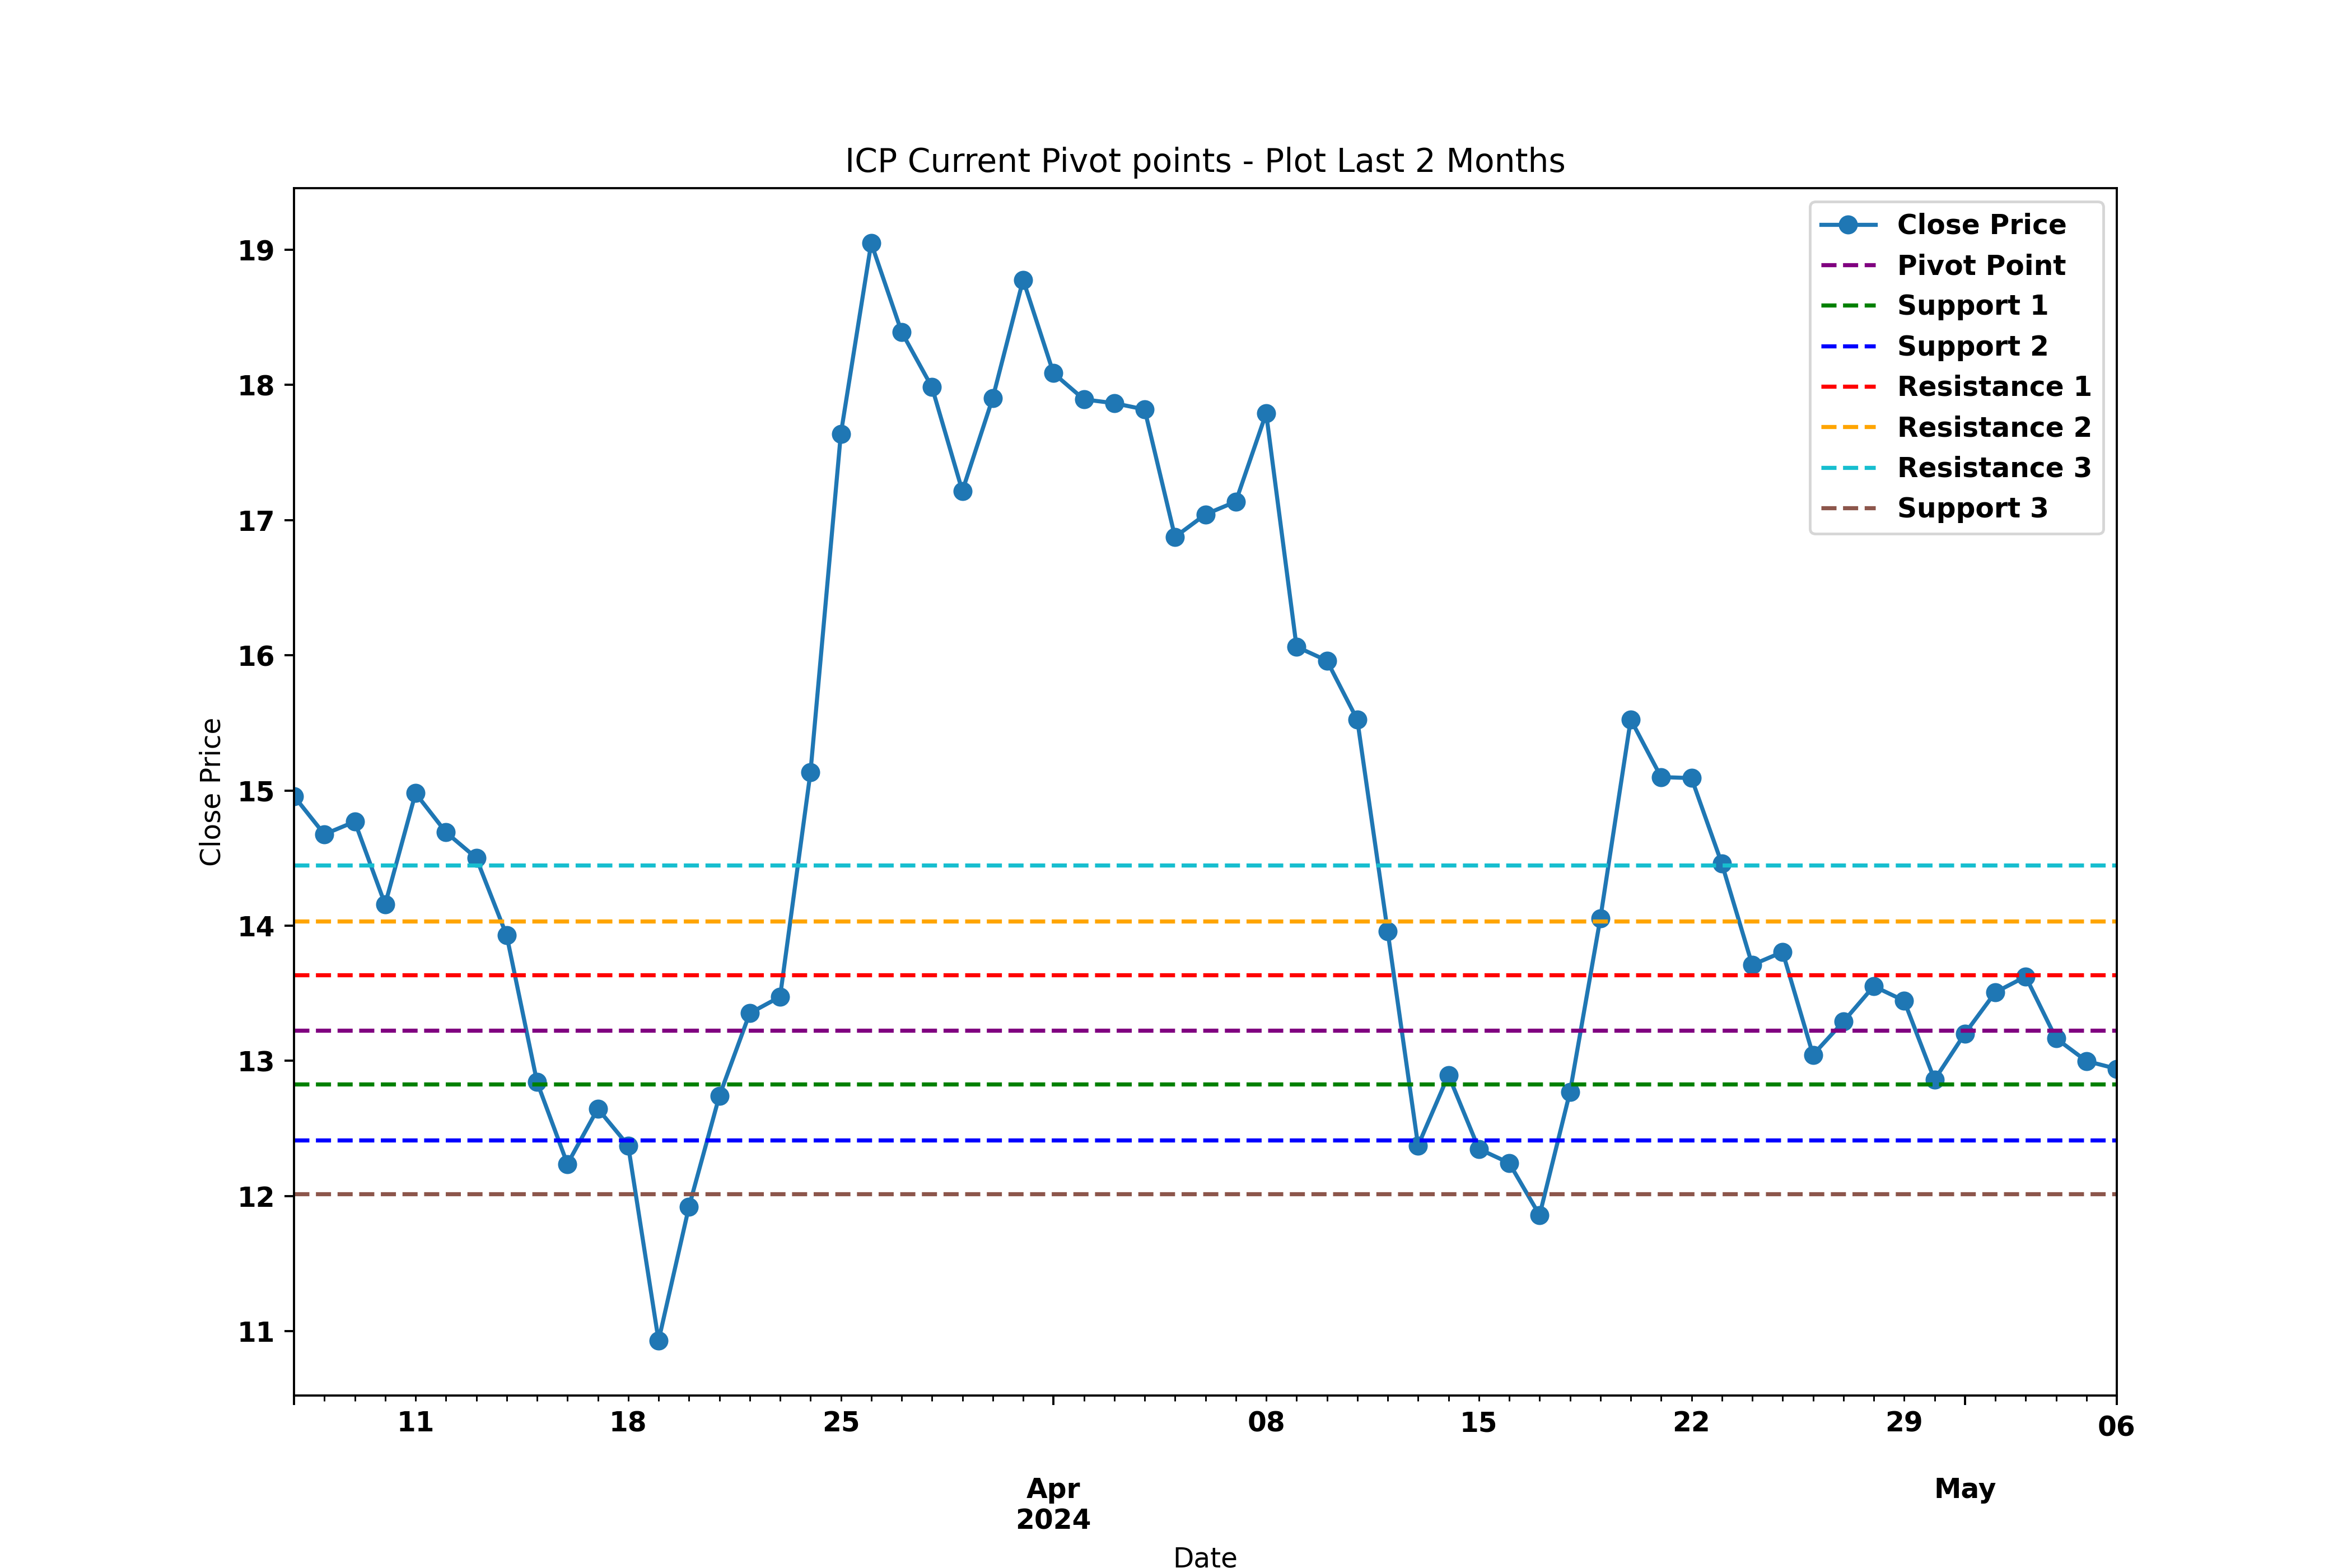 ICP Current Pivot points - Plot Last 2 Months
Close Price
Pivot Point
Support 1
Support 2
Resistance 1
Resistance 2
Resistance 3
Support 3
Close Price
19
18
17
16
15
14
13
12
11
11
18
25
08
15
22
29
06
Apr
2024
May
Date